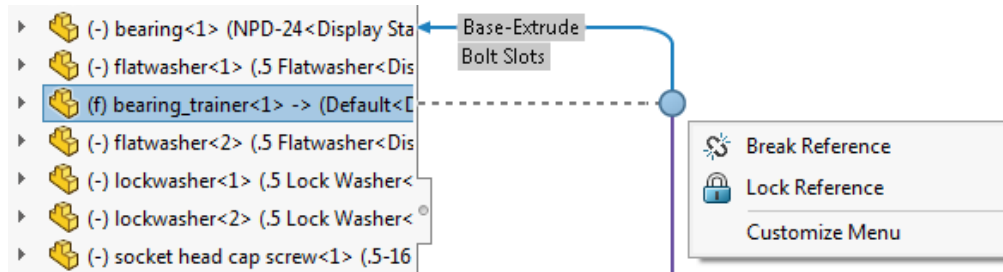 (-) bearing<1> (NPD-24<Display Sta
Base-Extrude
Bolt Slots
(-) flatwasher<1> (.5 Flatwasher<Dis
(f) bearing_trainer<1> -> (Default<D
(-) flatwasher<2> (.5 Flatwasher<Dis
(-) lockwasher<1> (.5 Lock Washer<
(-) lockwasher<2> (.5 Lock Washer<
(-) socket head cap screw<1> (.5-16
Break Reference
Lock Reference
Customize Menu